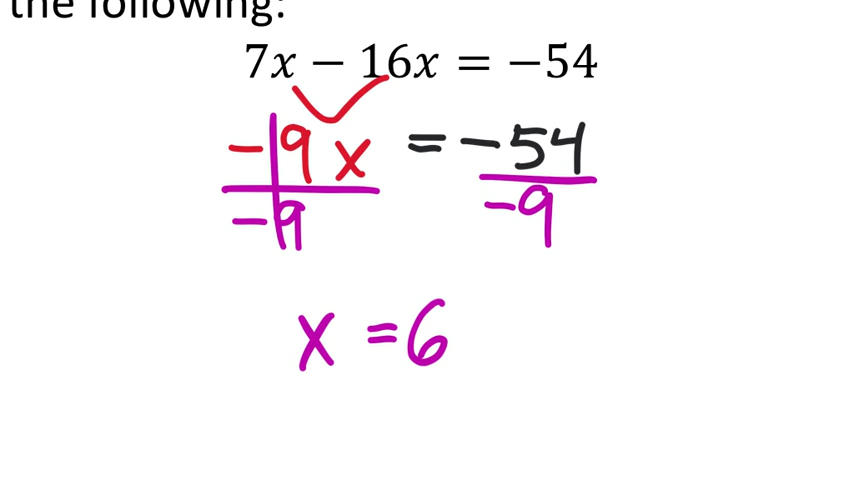 the following:
7x − 16x = −54
−9x = −54
−9 −9
x = 6